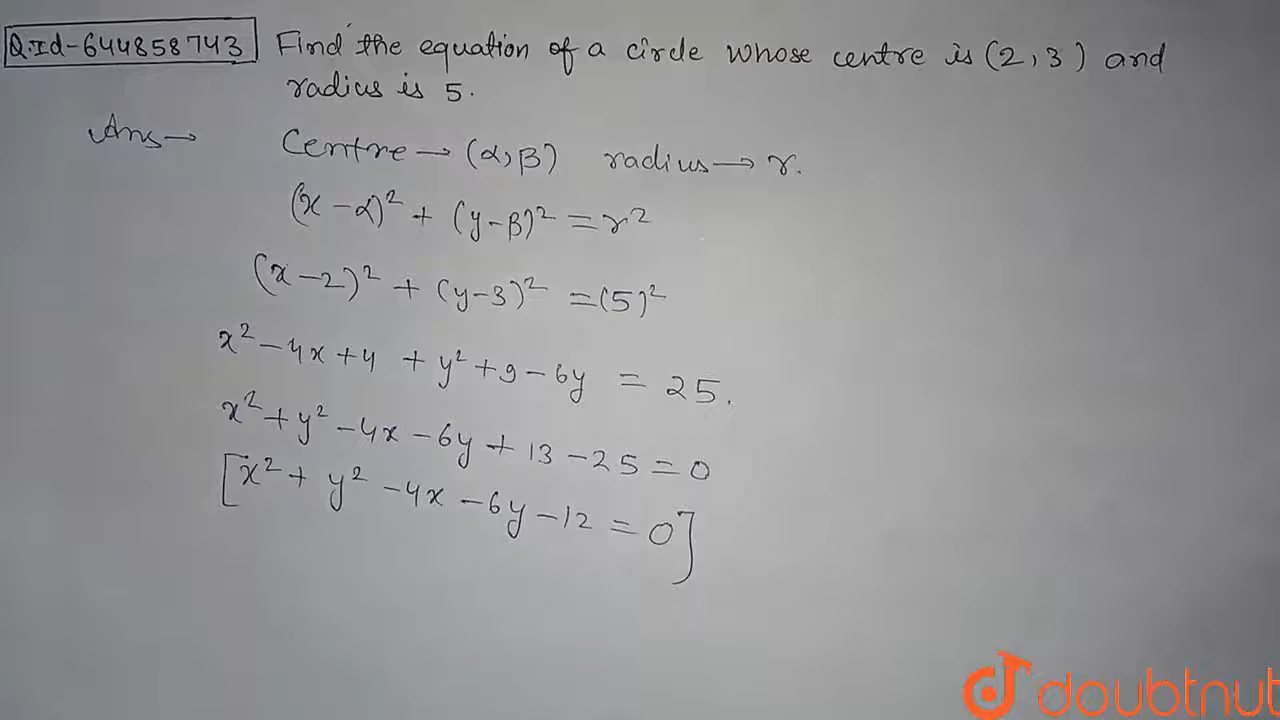 Q.Id-644858743 Find the equation of a circle whose centre is (2,3) and
radius is 5.
Ans→ Centre → (α,β) radius → r.
(x-α)² + (y-β)² = r²
(x-2)² + (y-3)² = (5)²
x² - 4x + 4 + y² + 9 - 6y = 25.
x² + y² - 4x - 6y + 13 - 25 = 0
[x² + y² - 4x - 6y - 12 = 0]
doubtnut